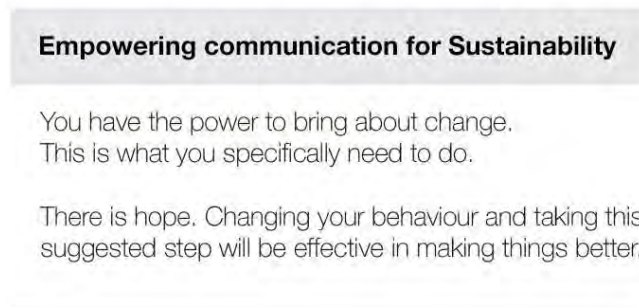 Empowering communication for Sustainability
You have the power to bring about change.
This is what you specifically need to do.
There is hope. Changing your behaviour and taking this
suggested step will be effective in making things better.